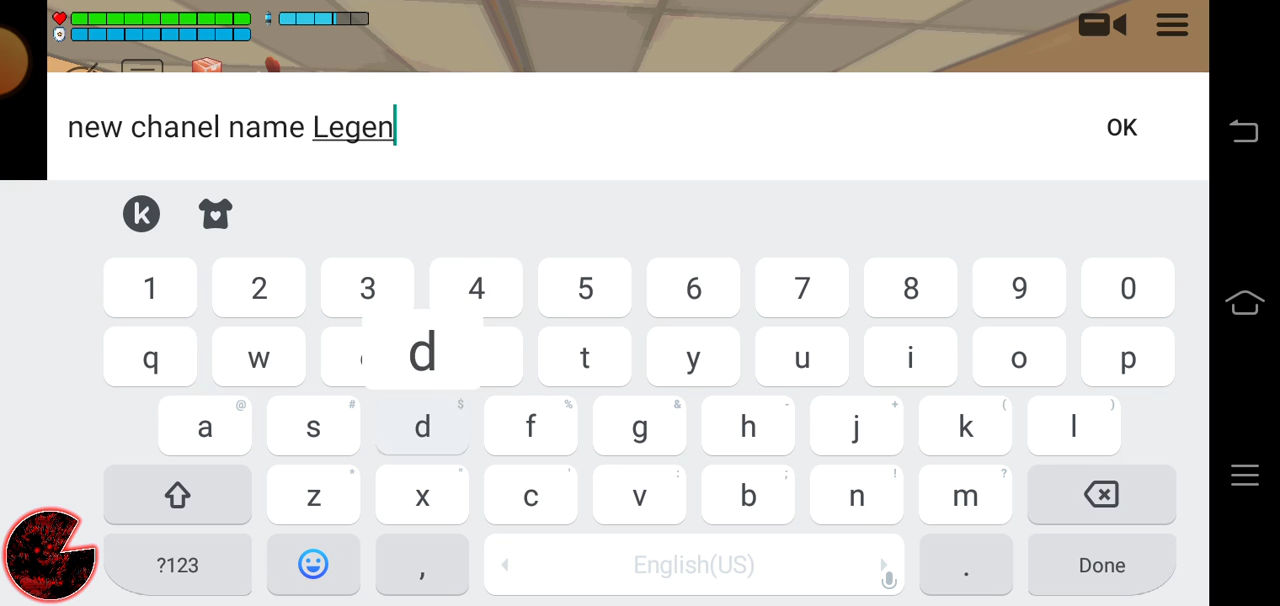 new chanel name Legen
OK
k
1 2 3 4 5 6 7 8 9 0
q w d t y u i o p
@ # $ % & - + ( )
a s d f g h j k l
* " ' : ; ! ?
z x c v b n m
?123 , English(US) . Done